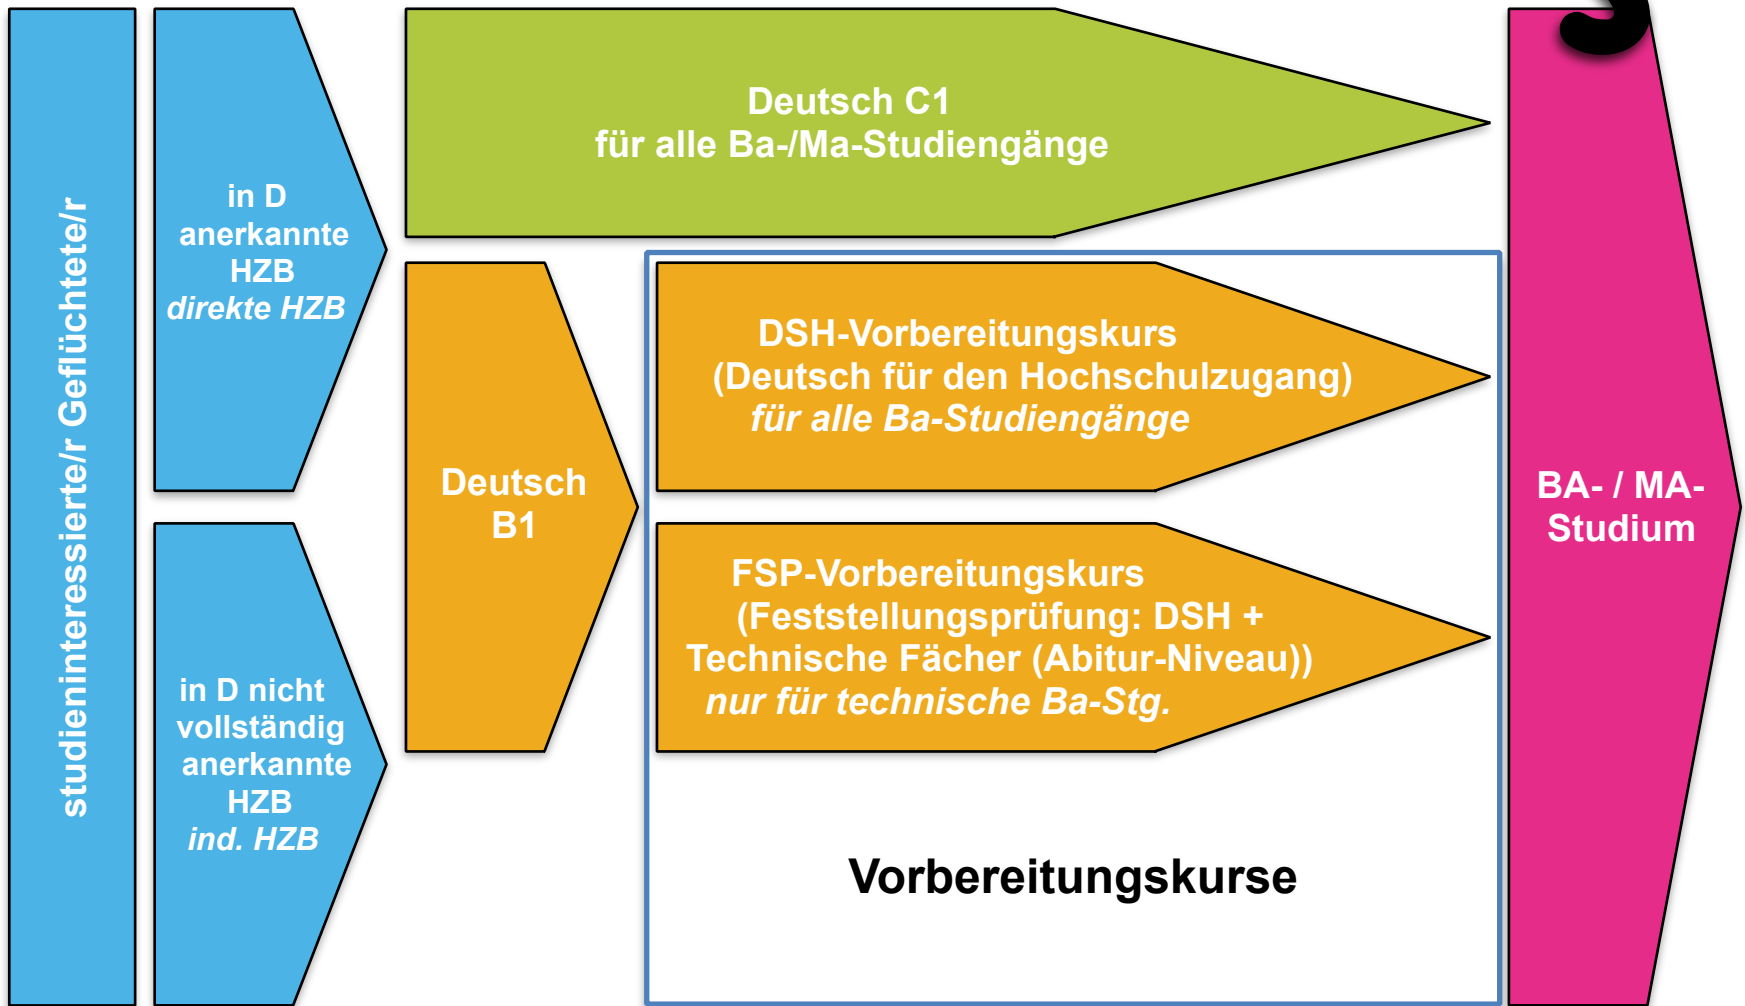 studieninteressierte/r Geflüchtete/r
in D
anerkannte
HZB
direkte HZB
in D nicht
vollständig
anerkannte
HZB
ind. HZB
Deutsch C1
für alle Ba-/Ma-Studiengänge
Deutsch
B1
DSH-Vorbereitungskurs
(Deutsch für den Hochschulzugang)
für alle Ba-Studiengänge
FSP-Vorbereitungskurs
(Feststellungsprüfung: DSH +
Technische Fächer (Abitur-Niveau))
nur für technische Ba-Stg.
Vorbereitungskurse
BA- / MA-
Studium